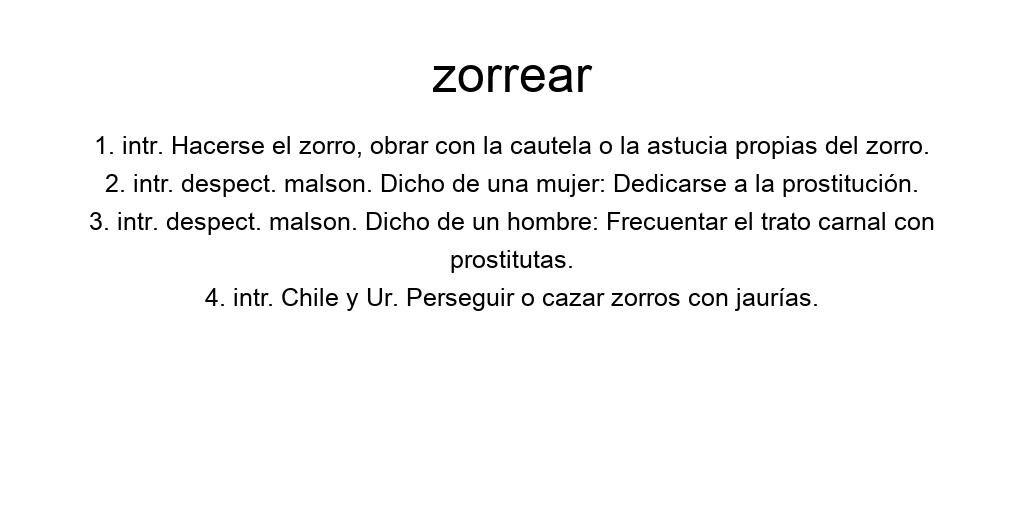 zorrear
1. intr. Hacerse el zorro, obrar con la cautela o la astucia propias del zorro.
2. intr. despect. malson. Dicho de una mujer: Dedicarse a la prostitución.
3. intr. despect. malson. Dicho de un hombre: Frecuentar el trato carnal con
prostitutas.
4. intr. Chile y Ur. Perseguir o cazar zorros con jaurías.